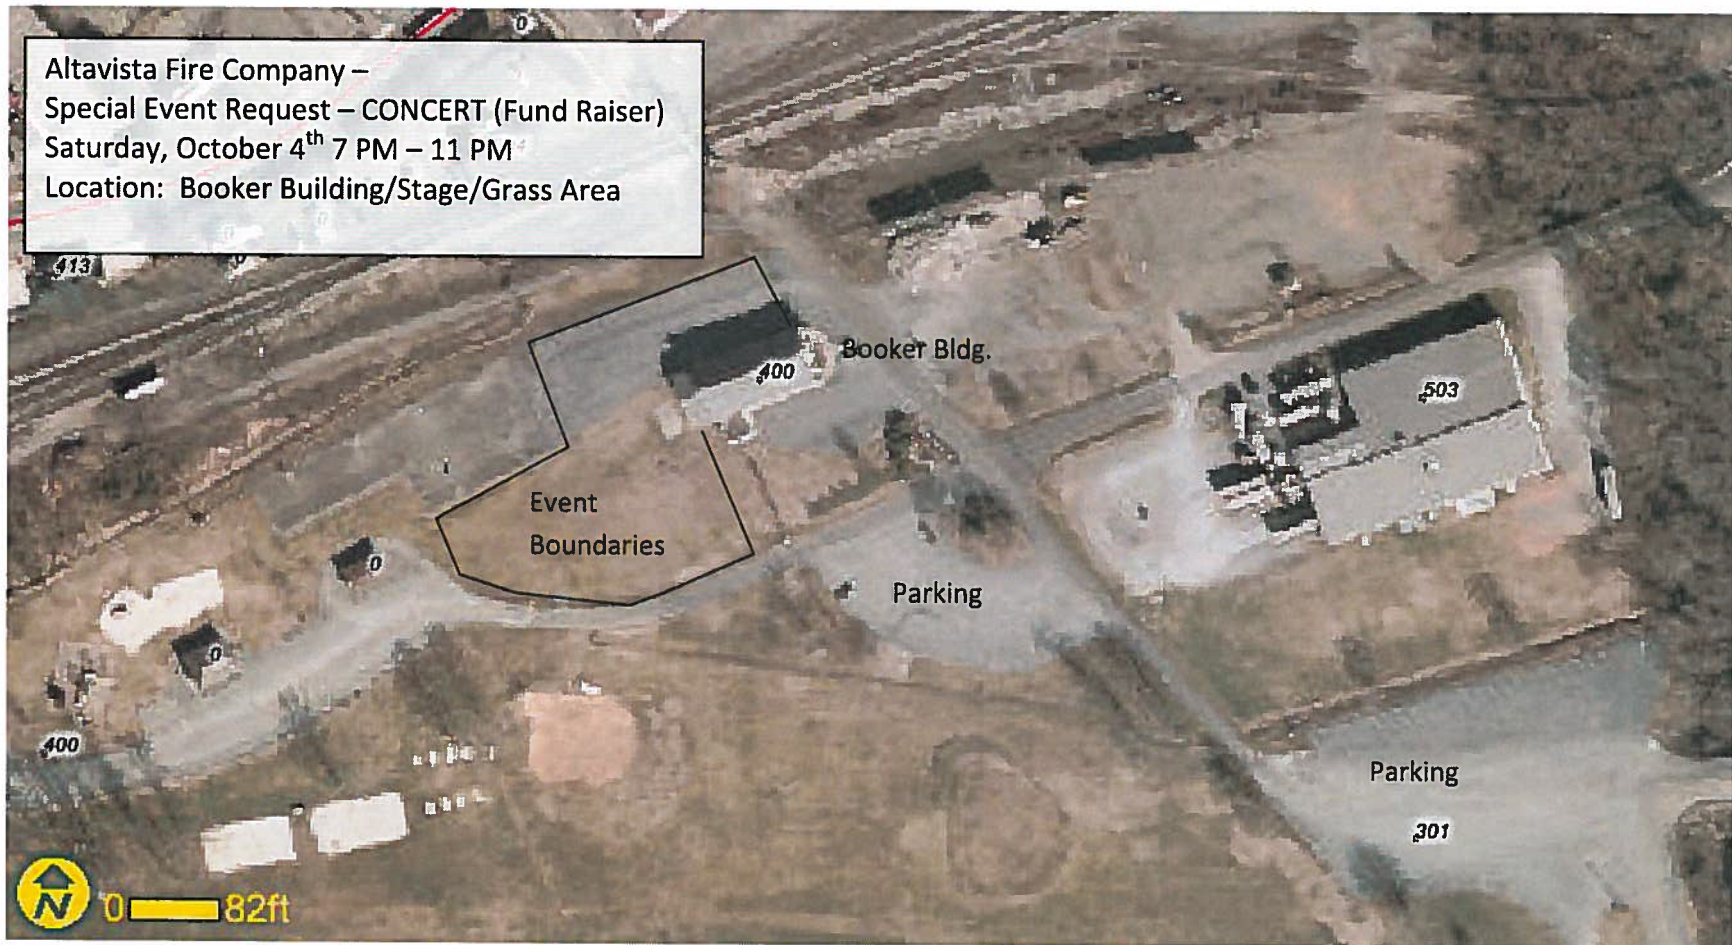 Altavista Fire Company –
Special Event Request – CONCERT (Fund Raiser)
Saturday, October 4th 7 PM – 11 PM
Location: Booker Building/Stage/Grass Area
0
413
Booker Bldg.
400
503
Event
Boundaries
0
Parking
0
400
Parking
301
N
0 82ft